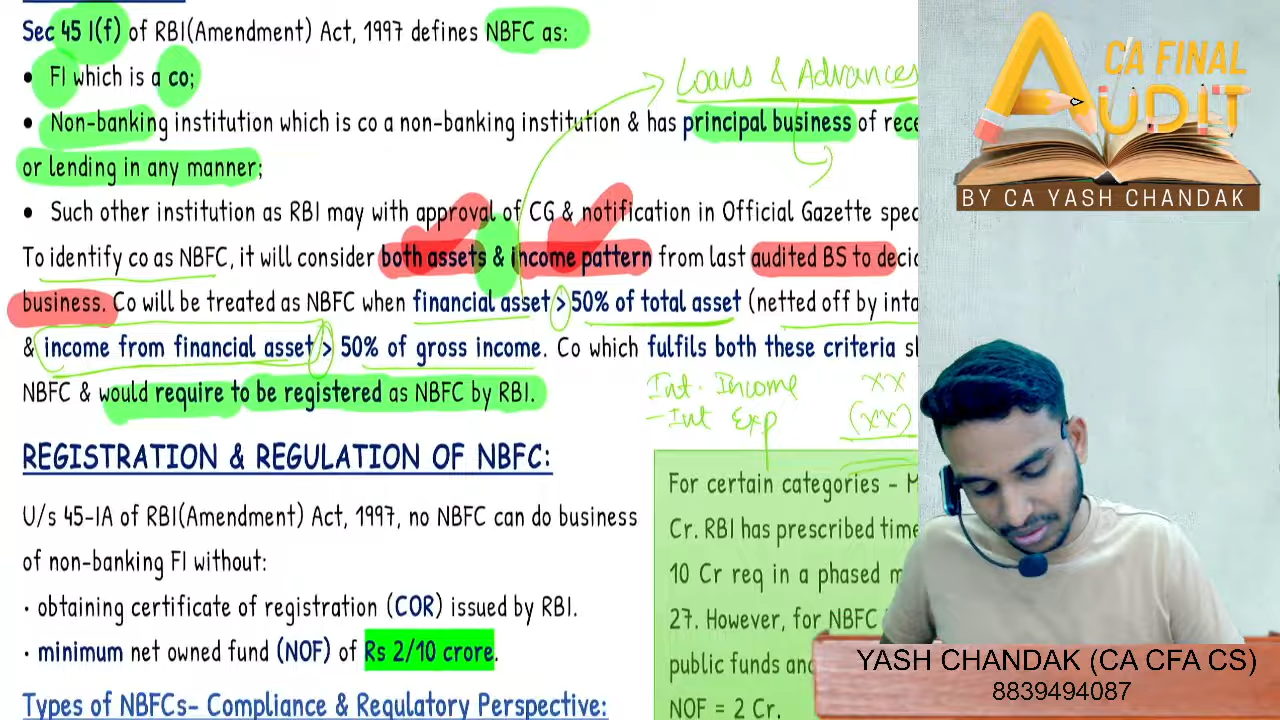 Sec 45 I(f) of RBI(Amendment) Act, 1997 defines NBFC as:
• FI which is a co;
Loans & Advances
• Non-banking institution which is co a non-banking institution & has principal business of rece
or lending in any manner;
• Such other institution as RBI may with approval of CG & notification in Official Gazette spec
To identify co as NBFC, it will consider both assets & income pattern from last audited BS to decid
business. Co will be treated as NBFC when financial asset > 50% of total asset (netted off by inta
& income from financial asset > 50% of gross income. Co which fulfils both these criteria s
NBFC & would require to be registered as NBFC by RBI.
Int. Income xx
- Int Exp (xx)
REGISTRATION & REGULATION OF NBFC:
U/s 45-IA of RBI(Amendment) Act, 1997, no NBFC can do business
of non-banking FI without:
· obtaining certificate of registration (COR) issued by RBI.
· minimum net owned fund (NOF) of Rs 2/10 crore.
Types of NBFCs- Compliance & Regulatory Perspective:
For certain categories - M
Cr. RBI has prescribed time
10 Cr req in a phased m
27. However, for NBFC
public funds and
NOF = 2 Cr.
CA FINAL
AUDIT
BY CA YASH CHANDAK
YASH CHANDAK (CA CFA CS)
8839494087